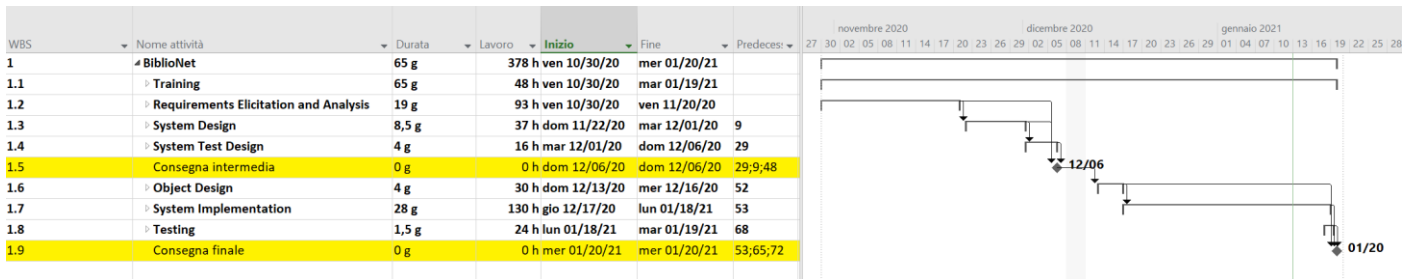 novembre 2020 dicembre 2020 gennaio 2021
WBS Nome attività Durata Lavoro Inizio Fine Predeces: 27 30 02 05 08 11 14 17 20 23 26 29 02 05 08 11 14 17 20 23 26 29 01 04 07 10 13 16 19 22 25 28
1 BiblioNet 65 g 378 h ven 10/30/20 mer 01/20/21
1.1 Training 65 g 48 h ven 10/30/20 mar 01/19/21
1.2 Requirements Elicitation and Analysis 19 g 93 h ven 10/30/20 ven 11/20/20
1.3 System Design 8,5 g 37 h dom 11/22/20 mar 12/01/20 9
1.4 System Test Design 4 g 16 h mar 12/01/20 dom 12/06/20 29
1.5 Consegna intermedia 0 g 0 h dom 12/06/20 dom 12/06/20 29;9;48 12/06
1.6 Object Design 4 g 30 h dom 12/13/20 mer 12/16/20 52
1.7 System Implementation 28 g 130 h gio 12/17/20 lun 01/18/21 53
1.8 Testing 1,5 g 24 h lun 01/18/21 mar 01/19/21 68
1.9 Consegna finale 0 g 0 h mer 01/20/21 mer 01/20/21 53;65;72 01/20